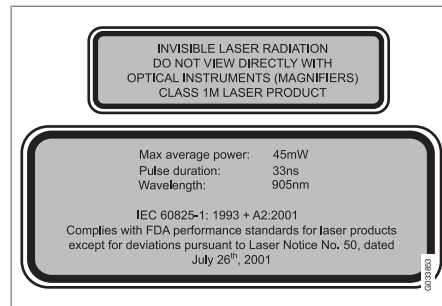 INVISIBLE LASER RADIATION
DO NOT VIEW DIRECTLY WITH
OPTICAL INSTRUMENTS (MAGNIFIERS)
CLASS 1M LASER PRODUCT
Max average power: 45mW
Pulse duration: 33ns
Wavelength: 905nm
IEC 60825-1: 1993 + A2:2001
Complies with FDA performance standards for laser products
except for deviations pursuant to Laser Notice No. 50, dated
July 26th, 2001
G033853